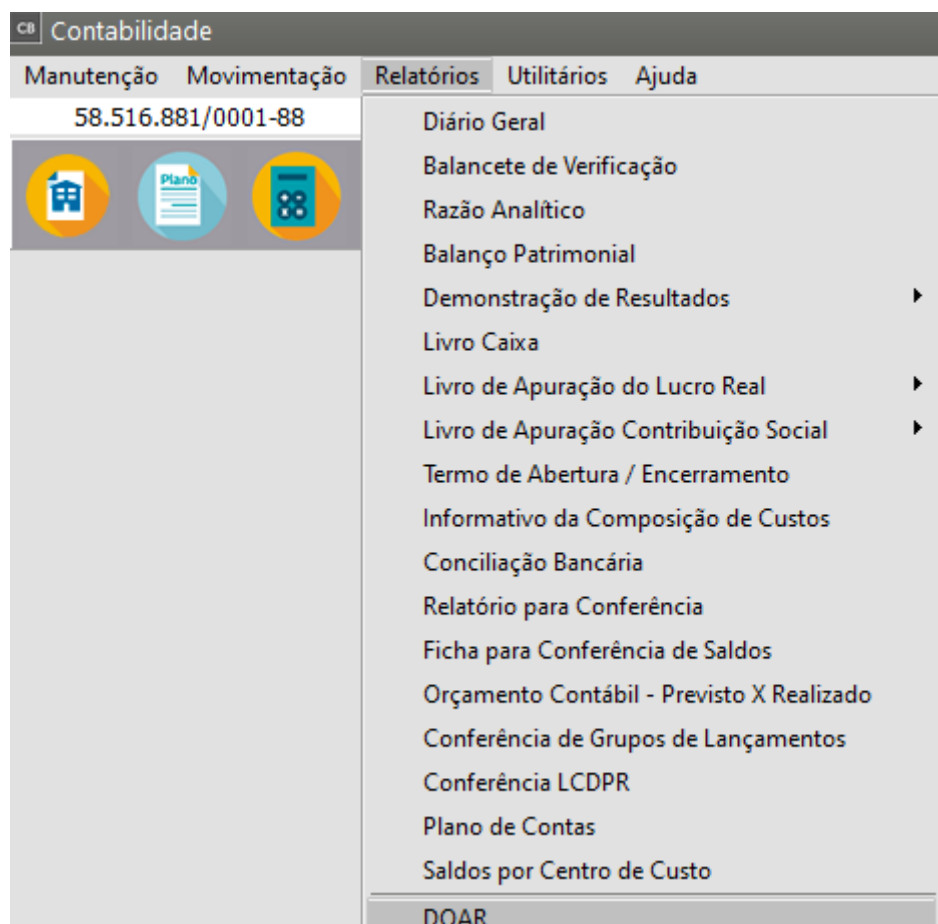 CB Contabilidade
Manutenção Movimentação Relatórios Utilitários Ajuda
58.516.881/0001-88
Plano
Diário Geral
Balancete de Verificação
Razão Analítico
Balanço Patrimonial
Demonstração de Resultados
Livro Caixa
Livro de Apuração do Lucro Real
Livro de Apuração Contribuição Social
Termo de Abertura / Encerramento
Informativo da Composição de Custos
Conciliação Bancária
Relatório para Conferência
Ficha para Conferência de Saldos
Orçamento Contábil - Previsto X Realizado
Conferência de Grupos de Lançamentos
Conferência LCDPR
Plano de Contas
Saldos por Centro de Custo
DOAR